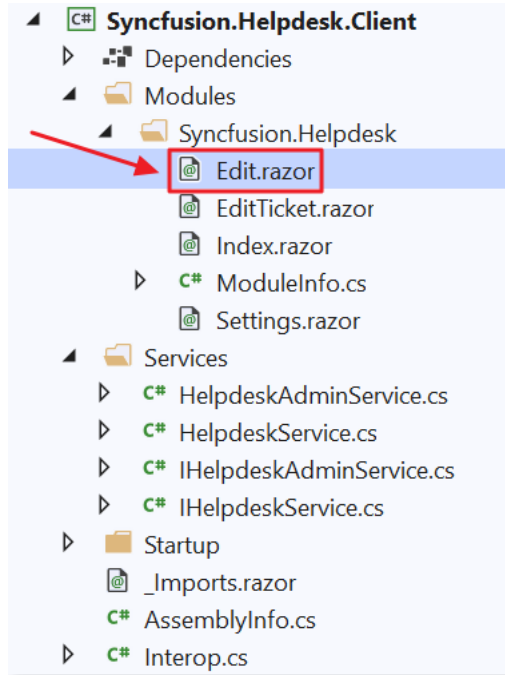 C# Syncfusion.Helpdesk.Client
Dependencies
Modules
Syncfusion.Helpdesk
@ Edit.razor
@ EditTicket.razor
@ Index.razor
C# ModuleInfo.cs
@ Settings.razor
Services
C# HelpdeskAdminService.cs
C# HelpdeskService.cs
C# IHelpdeskAdminService.cs
C# IHelpdeskService.cs
Startup
@ _Imports.razor
C# AssemblyInfo.cs
C# Interop.cs